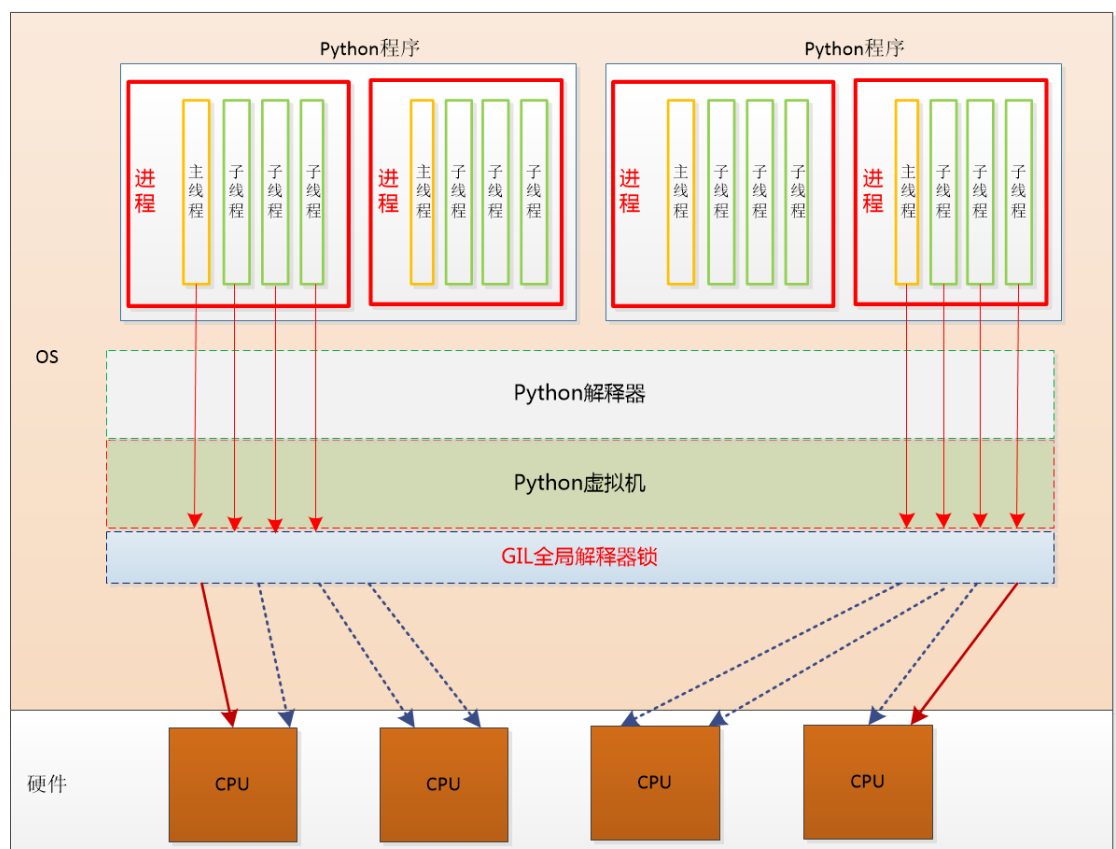 Python程序
Python程序
进程
主线程
子线程
子线程
子线程
进程
主线程
子线程
子线程
子线程
进程
主线程
子线程
子线程
子线程
进程
主线程
子线程
子线程
子线程
OS
Python解释器
Python虚拟机
GIL全局解释器锁
硬件
CPU
CPU
CPU
CPU